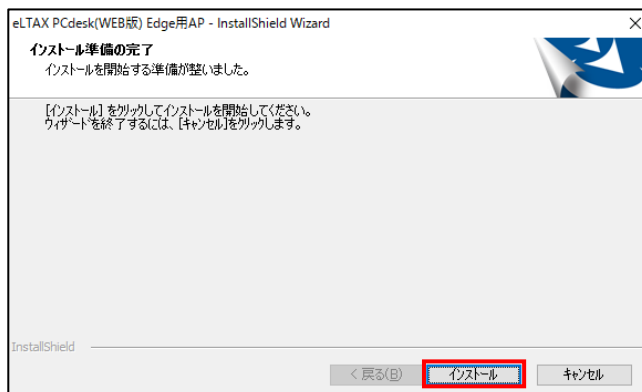 eLTAX PCdesk(WEB版) Edge用AP - InstallShield Wizard
インストール準備の完了
インストールを開始する準備が整いました。
[インストール] をクリックしてインストールを開始してください。
ウィザードを終了するには、[キャンセル]をクリックします。
InstallShield
< 戻る(B) インストール キャンセル